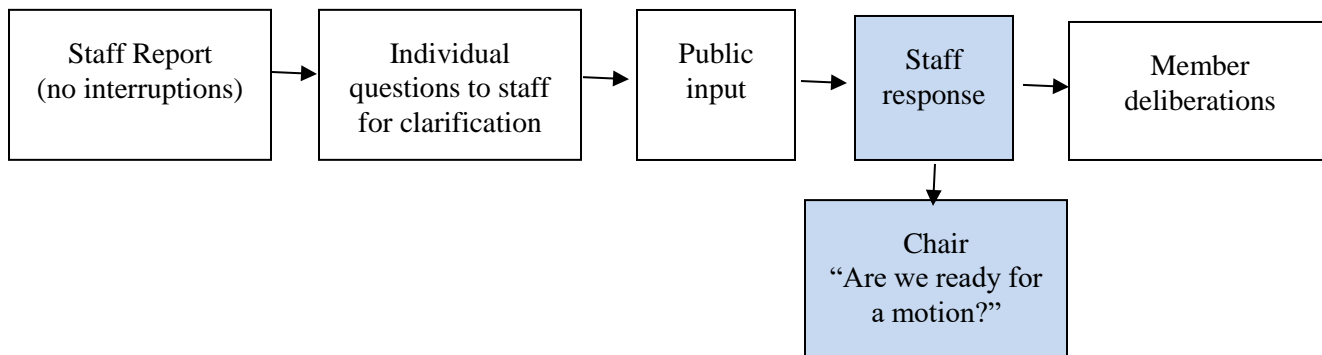 Staff Report
(no interruptions)
Individual
questions to staff
for clarification
Public
input
Staff
response
Member
deliberations
Chair
“Are we ready for
a motion?”